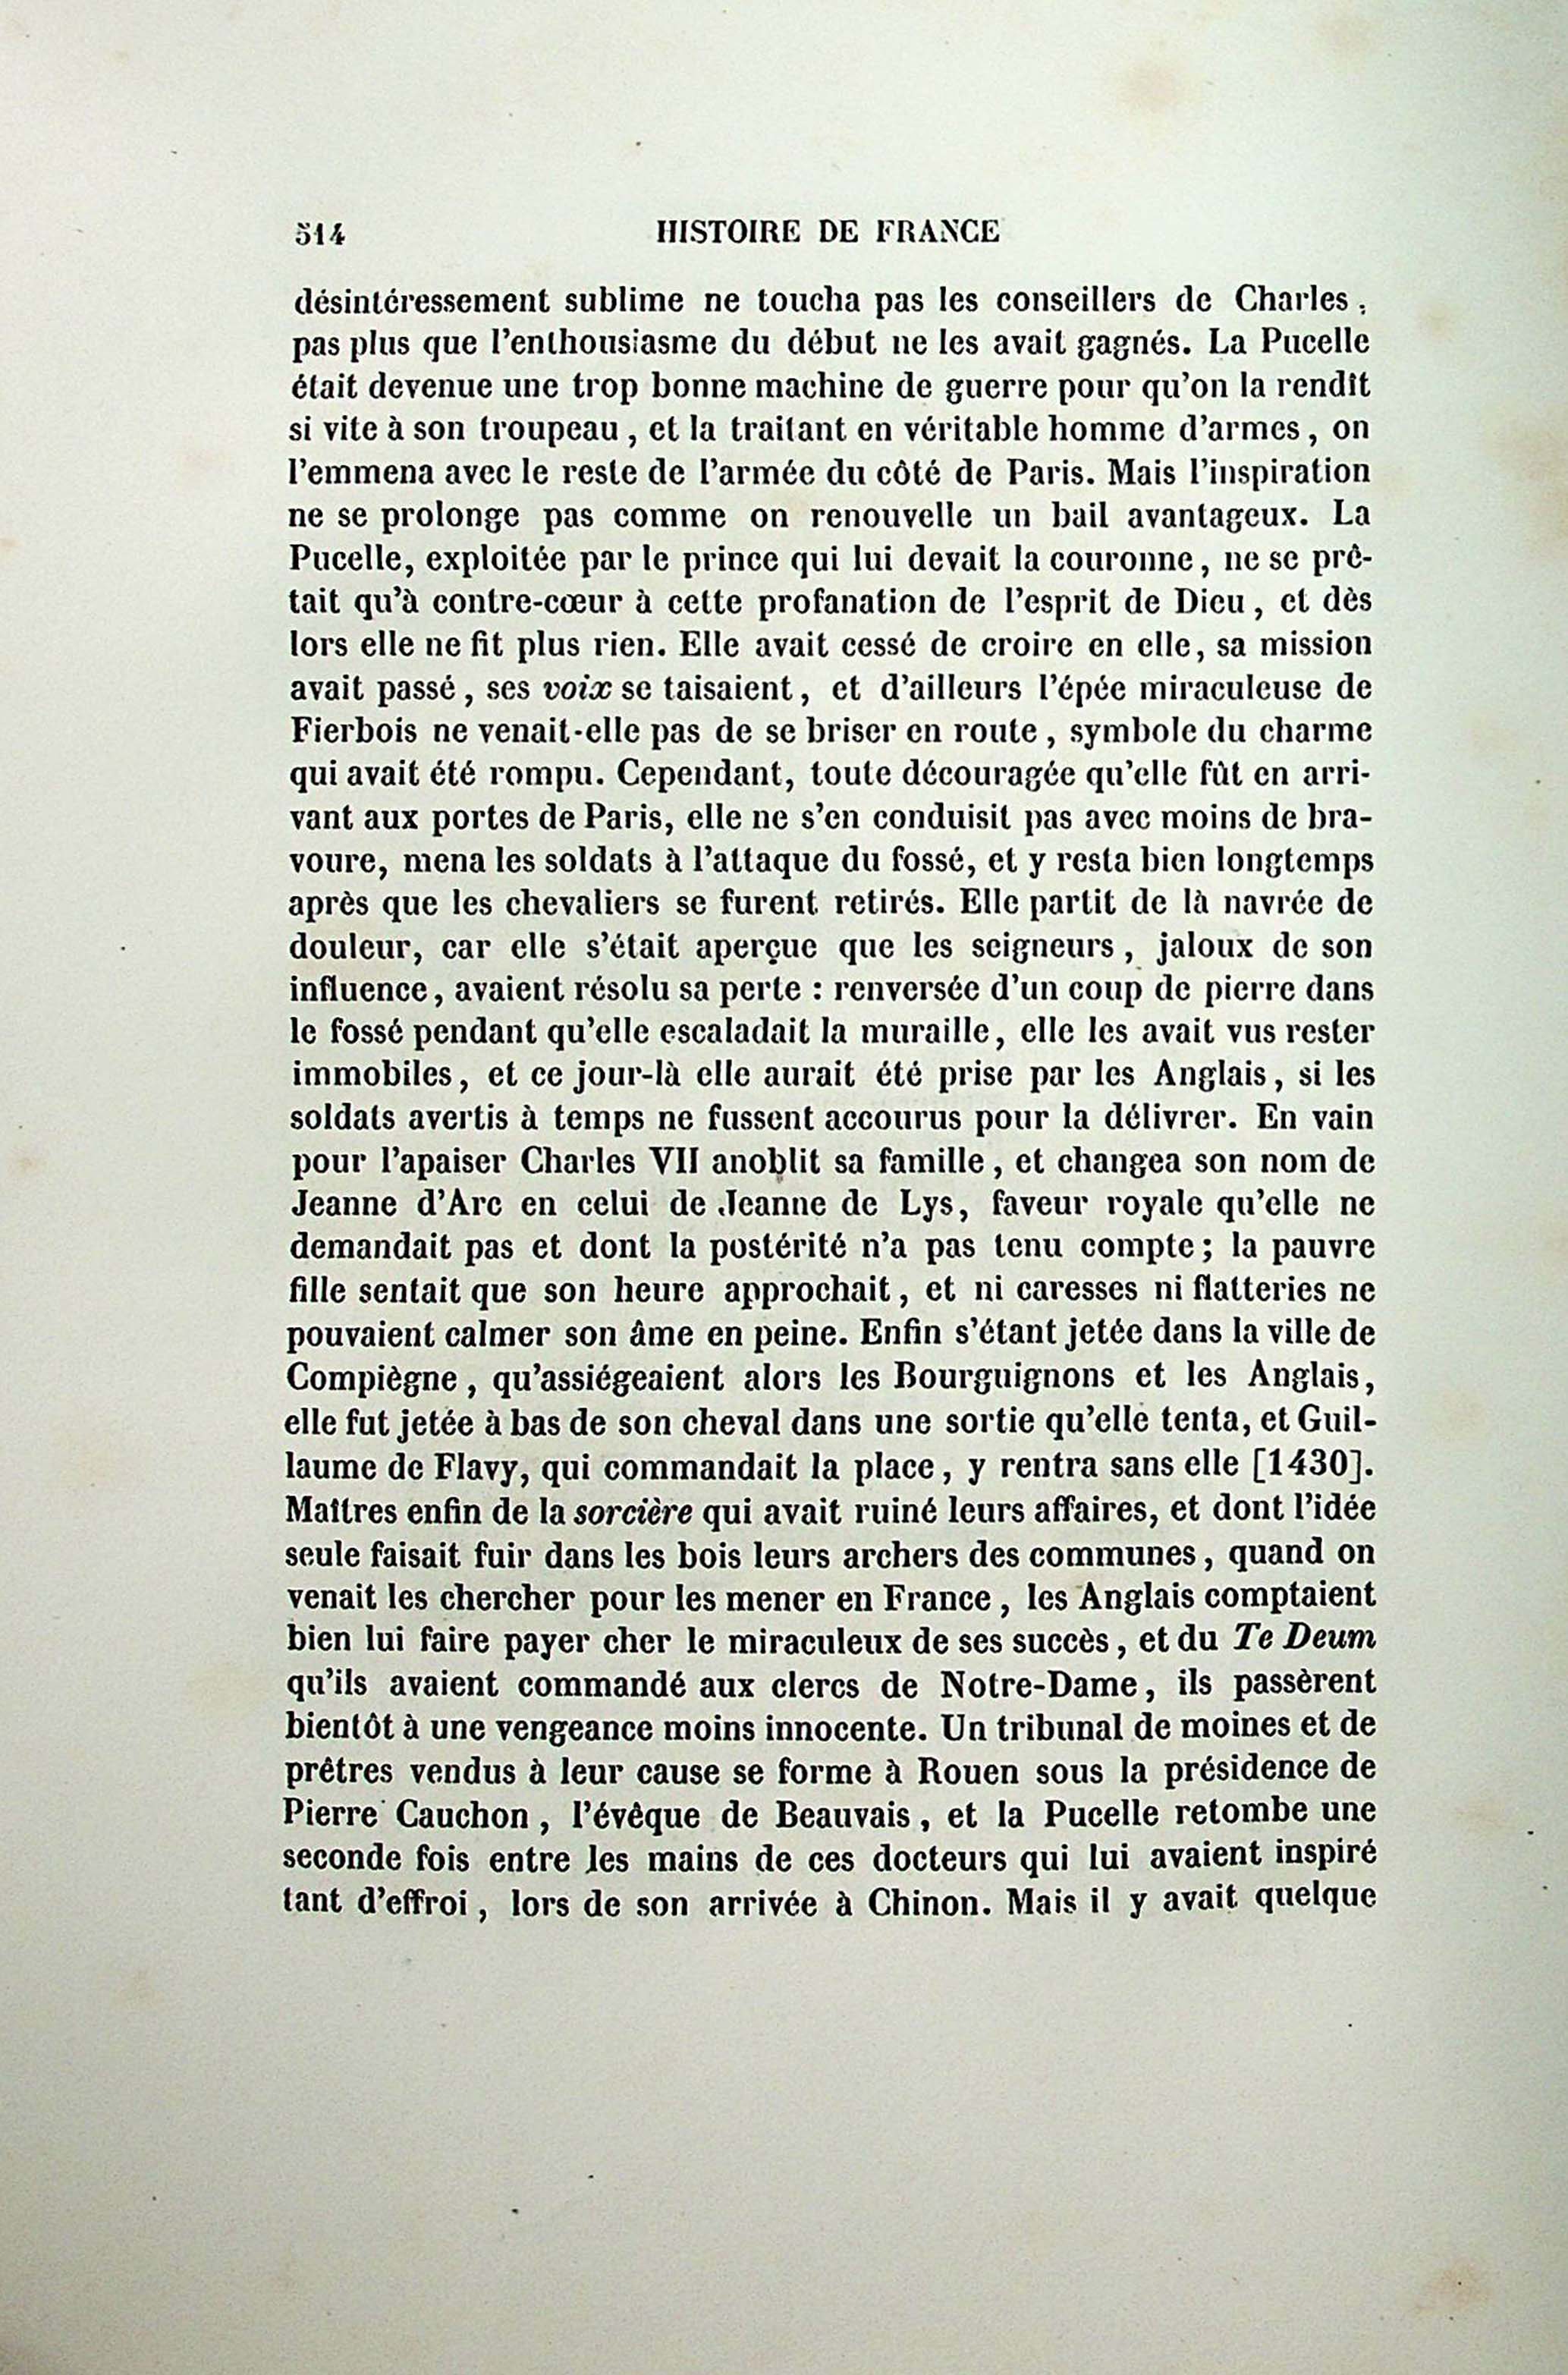 514
HISTOIRE DE FRANCE
désintéressement sublime ne toucha pas les conseillers de Charles,
pas plus que l'enthousiasme du début ne les avait gagnés. La Pucelle
était devenue une trop bonne machine de guerre pour qu'on la rendît
si vite à son troupeau, et la traitant en véritable homme d'armes, on
l'emmena avec le reste de l'armée du côté de Paris. Mais l'inspiration
ne se prolonge pas comme on renouvelle un bail avantageux. La
Pucelle, exploitée par le prince qui lui devait la couronne, ne se prê-
tait qu'à contre-cœur à cette profanation de l'esprit de Dieu, et dès
lors elle ne fit plus rien. Elle avait cessé de croire en elle, sa mission
avait passé, ses voix se taisaient, et d'ailleurs l'épée miraculeuse de
Fierbois ne venait-elle pas de se briser en route, symbole du charme
qui avait été rompu. Cependant, toute découragée qu'elle fût en arri-
vant aux portes de Paris, elle ne s'en conduisit pas avec moins de bra-
voure, mena les soldats à l'attaque du fossé, et y resta bien longtemps
après que les chevaliers se furent retirés. Elle partit de là navrée de
douleur, car elle s'était aperçue que les seigneurs, jaloux de son
influence, avaient résolu sa perte : renversée d'un coup de pierre dans
le fossé pendant qu'elle escaladait la muraille, elle les avait vus rester
immobiles, et ce jour-là elle aurait été prise par les Anglais, si les
soldats avertis à temps ne fussent accourus pour la délivrer. En vain
pour l'apaiser Charles VII anoblit sa famille, et changea son nom de
Jeanne d'Arc en celui de Jeanne de Lys, faveur royale qu'elle ne
demandait pas et dont la postérité n'a pas tenu compte; la pauvre
fille sentait que son heure approchait, et ni caresses ni flatteries ne
pouvaient calmer son âme en peine. Enfin s'étant jetée dans la ville de
Compiègne, qu'assiégeaient alors les Bourguignons et les Anglais,
elle fut jetée à bas de son cheval dans une sortie qu'elle tenta, et Guil-
laume de Flavy, qui commandait la place, y rentra sans elle [1430].
Maîtres enfin de la sorcière qui avait ruiné leurs affaires, et dont l'idée
seule faisait fuir dans les bois leurs archers des communes, quand on
venait les chercher pour les mener en France, les Anglais comptaient
bien lui faire payer cher le miraculeux de ses succès, et du Te Deum
qu'ils avaient commandé aux clercs de Notre-Dame, ils passèrent
bientôt à une vengeance moins innocente. Un tribunal de moines et de
prêtres vendus à leur cause se forme à Rouen sous la présidence de
Pierre Cauchon, l'évêque de Beauvais, et la Pucelle retombe une
seconde fois entre les mains de ces docteurs qui lui avaient inspiré
tant d'effroi, lors de son arrivée à Chinon. Mais il y avait quelque